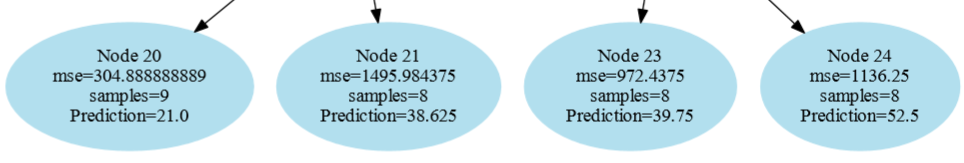 Node 20
mse=304.888888889
samples=9
Prediction=21.0
Node 21
mse=1495.984375
samples=8
Prediction=38.625
Node 23
mse=972.4375
samples=8
Prediction=39.75
Node 24
mse=1136.25
samples=8
Prediction=52.5